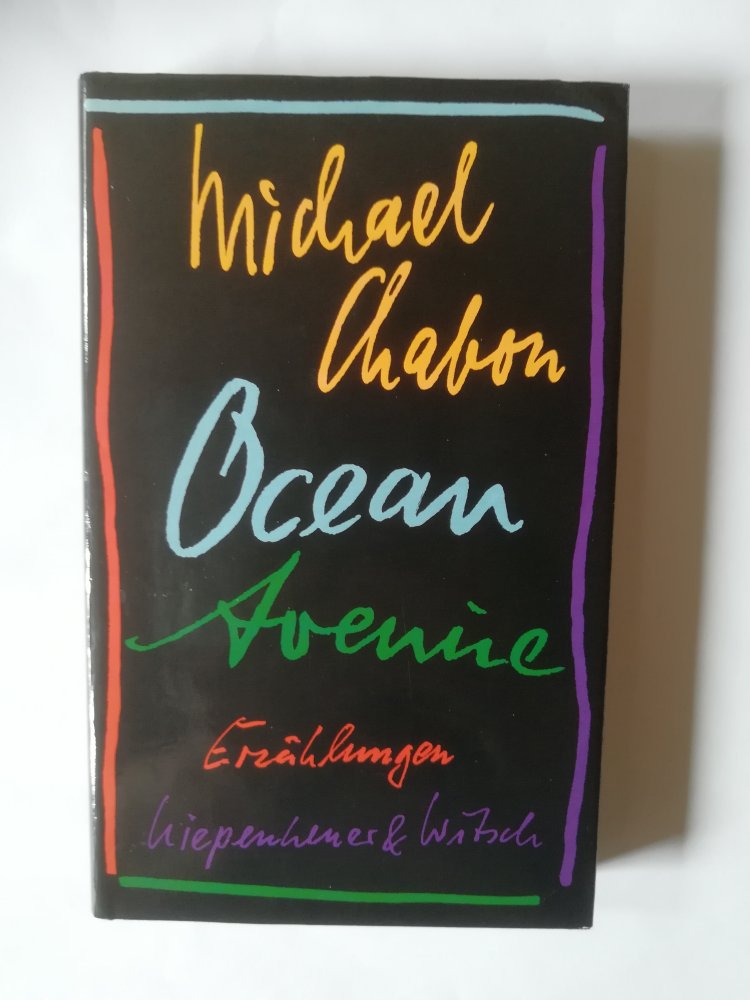 Michael
Chabon
Ocean
Avenue
Erzählungen
Kiepenheuer & Witsch